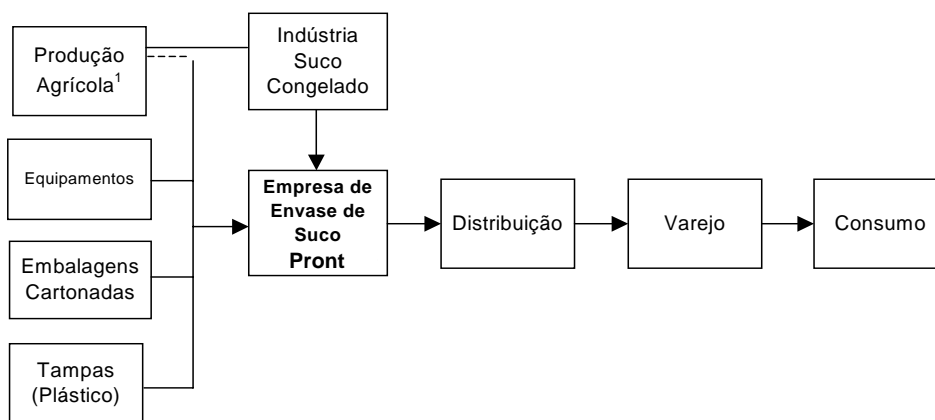 Produção
Agrícola¹
Indústria
Suco
Congelado
Equipamentos
Embalagens
Cartonadas
Tampas
(Plástico)
Empresa de
Envase de
Suco
Pront
Distribuição
Varejo
Consumo